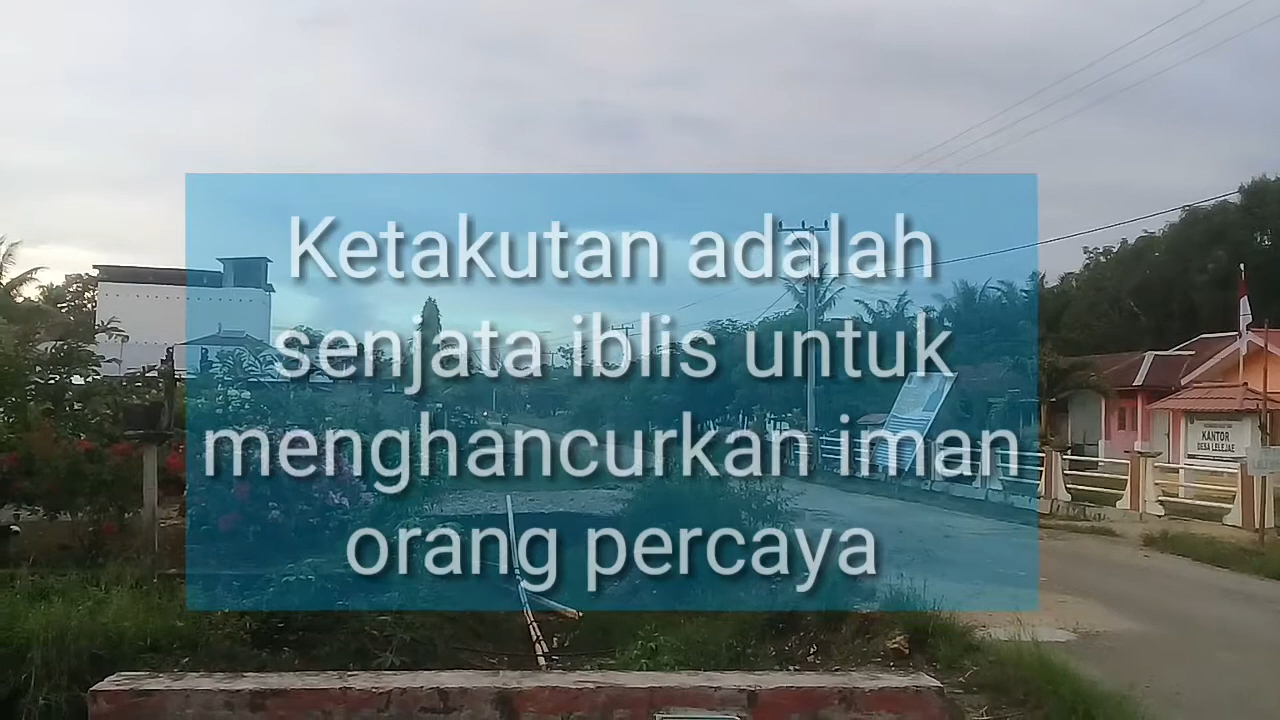 Ketakutan adalah
senjata iblis untuk
menghancurkan iman
orang percaya
KANTOR
DESA LELEJAE